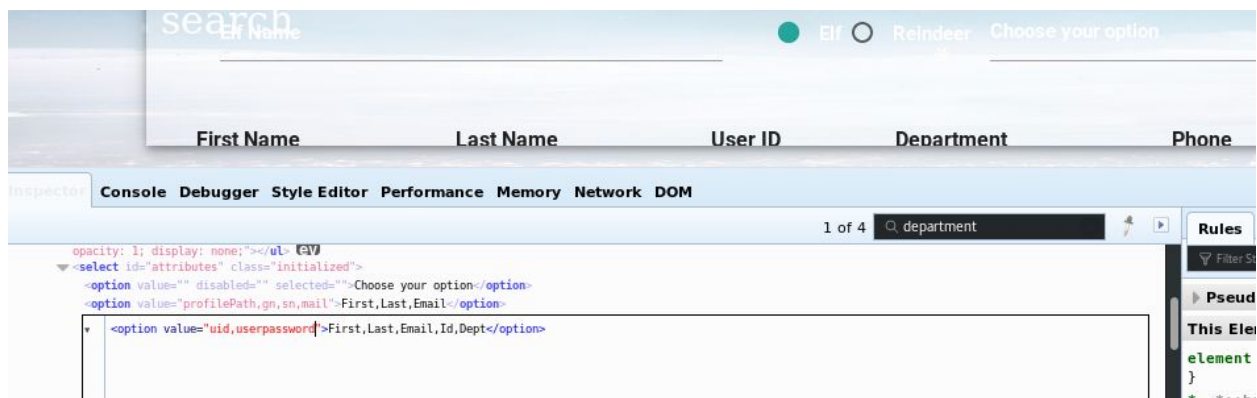 search
Elf Name
Elf Reindeer Choose your option
First Name Last Name User ID Department Phone
Inspector Console Debugger Style Editor Performance Memory Network DOM
1 of 4 department
Rules
opacity: 1; display: none;"></ul> ev
Filter St
<select id="attributes" class="initialized">
<option value="" disabled="" selected="">Choose your option</option>
<option value="profilePath,gn,sn,mail">First,Last,Email</option>
Pseud
<option value="uid,userpassword">First,Last,Email,Id,Dept</option>
This Ele
element
}